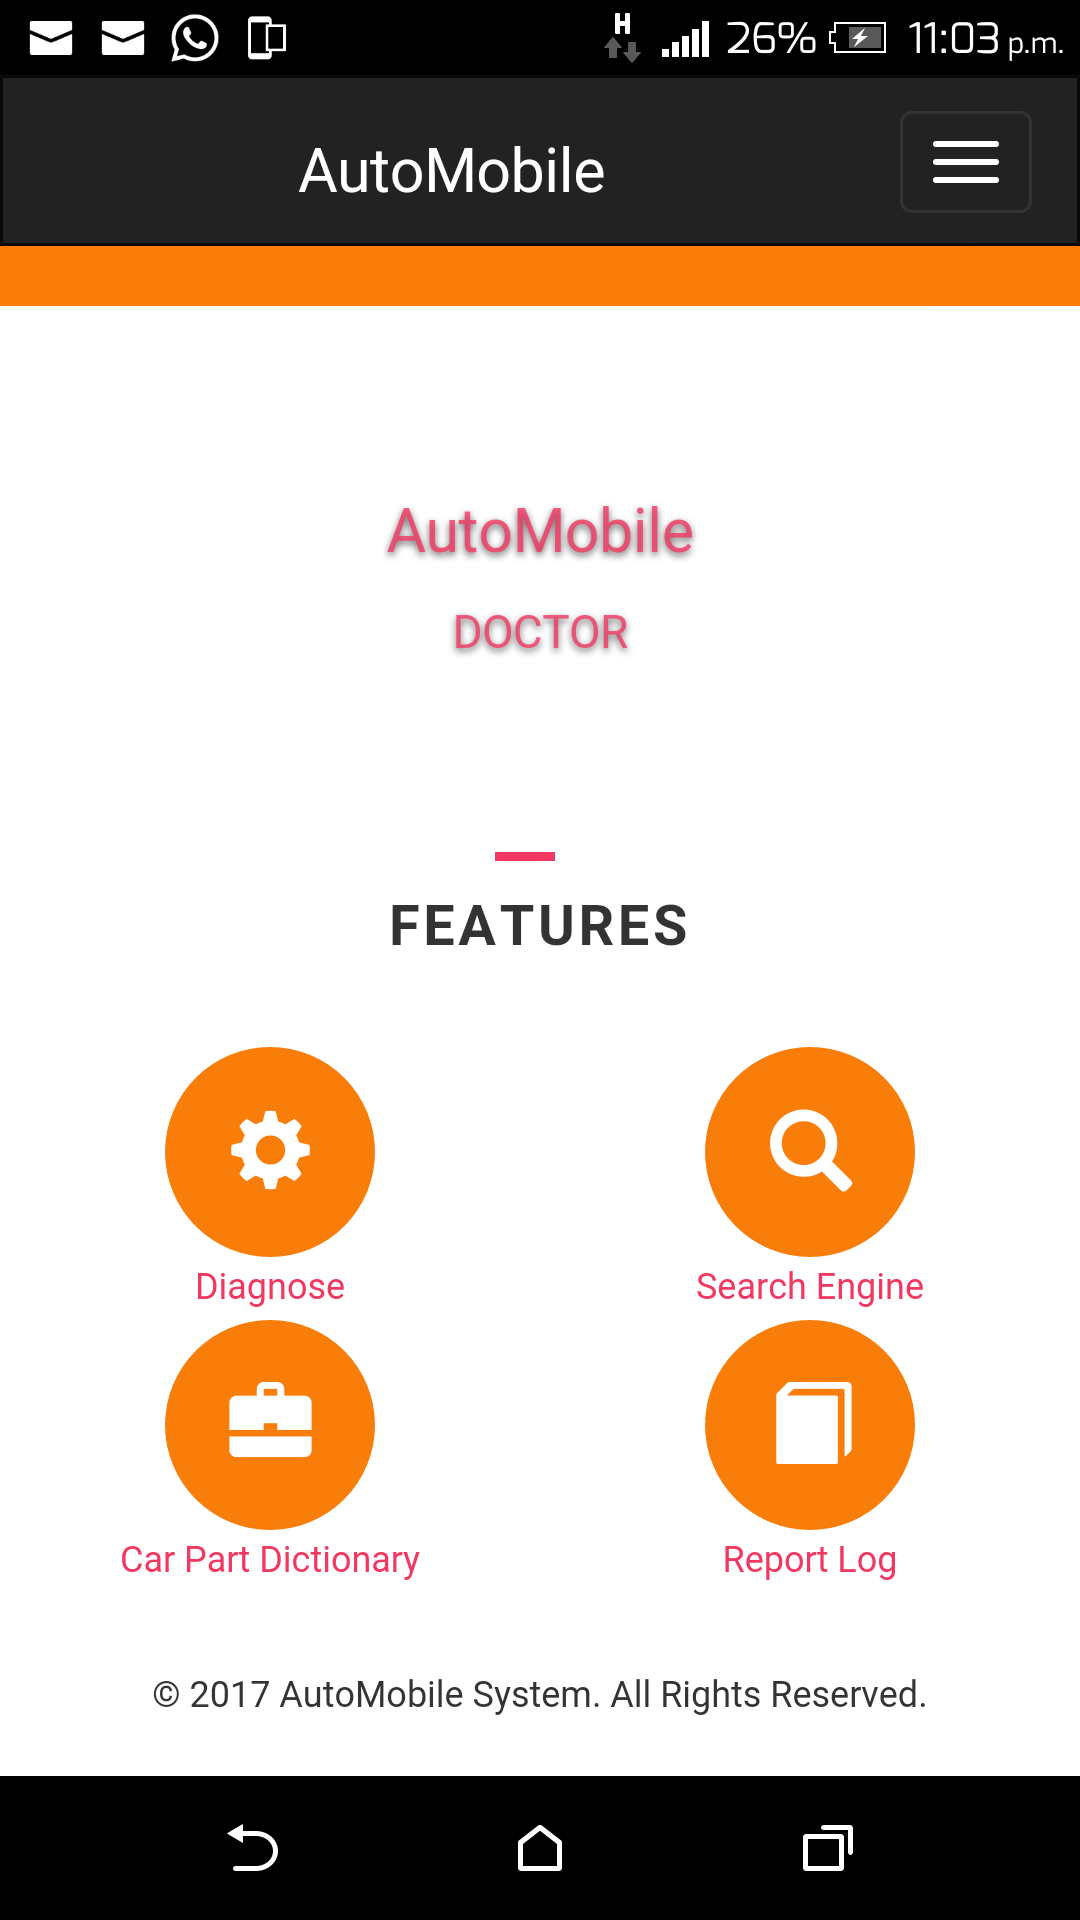 H 26% 11:03 p.m.
AutoMobile
AutoMobile
DOCTOR
FEATURES
Diagnose Search Engine
Car Part Dictionary Report Log
© 2017 AutoMobile System. All Rights Reserved.